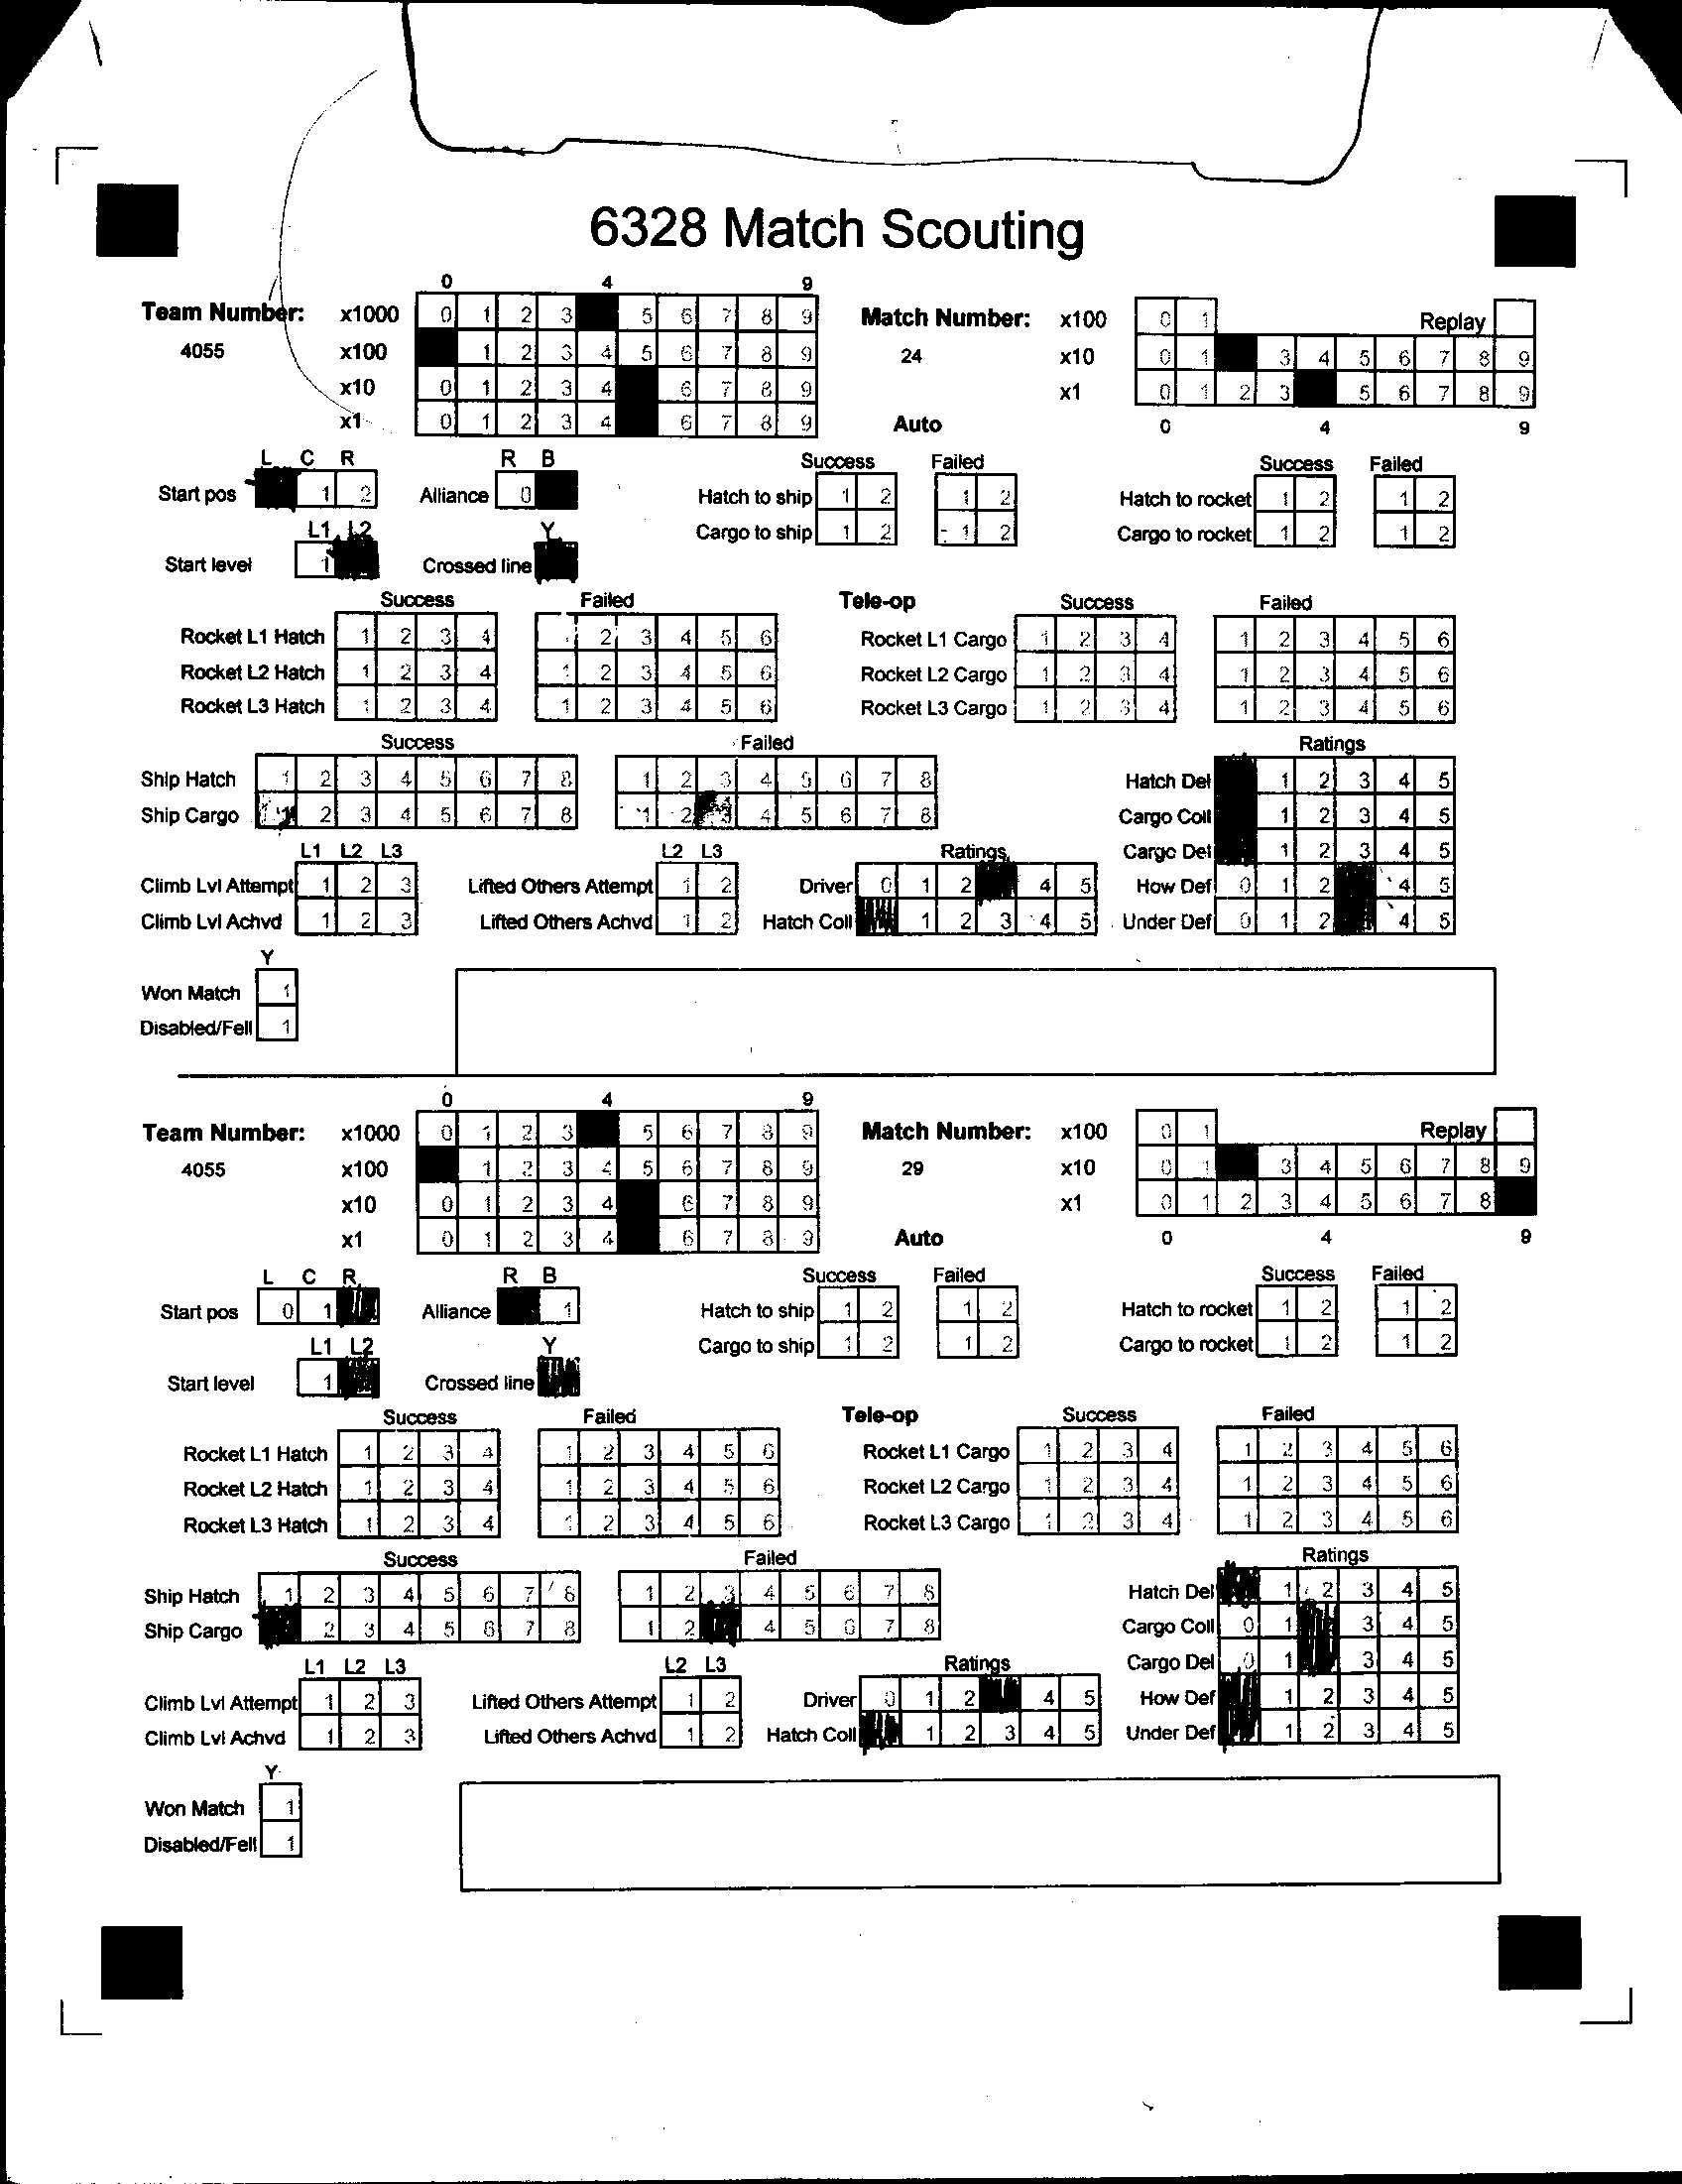 6328 Match Scouting
0 4 9
Team Number: x1000 0 1 2 3 5 6 7 8 9 Match Number: x100 0 1 Replay
4055 x100 1 2 3 4 5 6 7 8 9 24 x10 0 1 3 4 5 6 7 8 9
x10 0 1 2 3 4 6 7 8 9 x1 0 1 2 3 5 6 7 8 9
x1 0 1 2 3 4 6 7 8 9 Auto 0 4 9
L C R R B Success Failed Success Failed
Start pos 1 2 Alliance 0 Hatch to ship 1 2 1 2 Hatch to rocket 1 2 1 2
L1 L2 Y Cargo to ship 1 2 1 2 Cargo to rocket 1 2 1 2
Start level 1 Crossed line
Success Failed Tele-op Success Failed
Rocket L1 Hatch 1 2 3 4 2 3 4 5 6 Rocket L1 Cargo 1 2 3 4 1 2 3 4 5 6
Rocket L2 Hatch 1 2 3 4 1 2 3 4 5 6 Rocket L2 Cargo 1 2 3 4 1 2 3 4 5 6
Rocket L3 Hatch 1 2 3 4 1 2 3 4 5 6 Rocket L3 Cargo 1 2 3 4 1 2 3 4 5 6
Success Failed Ratings
Ship Hatch 1 2 3 4 5 6 7 8 1 2 3 4 5 6 7 8 Hatch Del 1 2 3 4 5
Ship Cargo 1 2 3 4 5 6 7 8 1 2 3 4 5 6 7 8 Cargo Coll 1 2 3 4 5
L1 L2 L3 L2 L3 Ratings Cargo Del 1 2 3 4 5
Climb Lvl Attempt 1 2 3 Lifted Others Attempt 1 2 Driver 0 1 2 4 5 How Def 0 1 2 4 5
Climb Lvl Achvd 1 2 3 Lifted Others Achvd 1 2 Hatch Coll 1 2 3 4 5 Under Def 0 1 2 4 5
Y
Won Match 1
Disabled/Fell 1
0 4 9
Team Number: x1000 0 1 2 3 5 6 7 8 9 Match Number: x100 0 1 Replay
4055 x100 1 2 3 4 5 6 7 8 9 29 x10 0 1 3 4 5 6 7 8 9
x10 0 1 2 3 4 6 7 8 9 x1 0 1 2 3 4 5 6 7 8
x1 0 1 2 3 4 6 7 8 9 Auto 0 4 9
L C R R B Success Failed Success Failed
Start pos 0 1 Alliance 1 Hatch to ship 1 2 1 2 Hatch to rocket 1 2 1 2
L1 L2 Y Cargo to ship 1 2 1 2 Cargo to rocket 1 2 1 2
Start level 1 Crossed line
Success Failed Tele-op Success Failed
Rocket L1 Hatch 1 2 3 4 1 2 3 4 5 6 Rocket L1 Cargo 1 2 3 4 1 2 3 4 5 6
Rocket L2 Hatch 1 2 3 4 1 2 3 4 5 6 Rocket L2 Cargo 1 2 3 4 1 2 3 4 5 6
Rocket L3 Hatch 1 2 3 4 1 2 3 4 5 6 Rocket L3 Cargo 1 2 3 4 1 2 3 4 5 6
Success Failed Ratings
Ship Hatch 1 2 3 4 5 6 7 8 1 2 3 4 5 6 7 8 Hatch Del 1 2 3 4 5
Ship Cargo 2 3 4 5 6 7 8 1 2 4 5 6 7 8 Cargo Coll 0 1 3 4 5
L1 L2 L3 L2 L3 Ratings Cargo Del 0 1 3 4 5
Climb Lvl Attempt 1 2 3 Lifted Others Attempt 1 2 Driver 0 1 2 4 5 How Def 1 2 3 4 5
Climb Lvl Achvd 1 2 3 Lifted Others Achvd 1 2 Hatch Coll 1 2 3 4 5 Under Def 1 2 3 4 5
Y
Won Match 1
Disabled/Fell 1